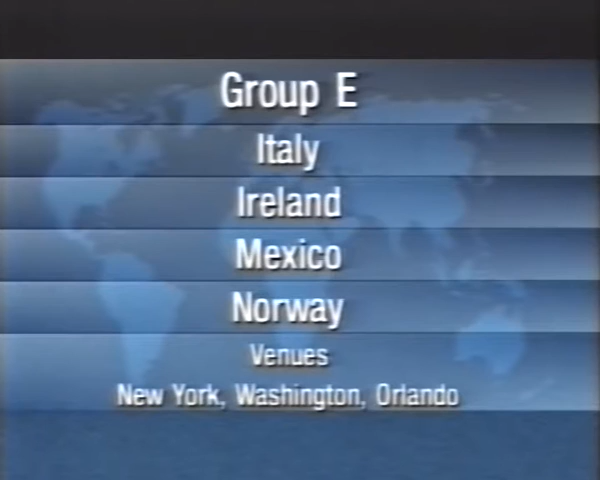 Group E
Italy
Ireland
Mexico
Norway
Venues
New York, Washington, Orlando